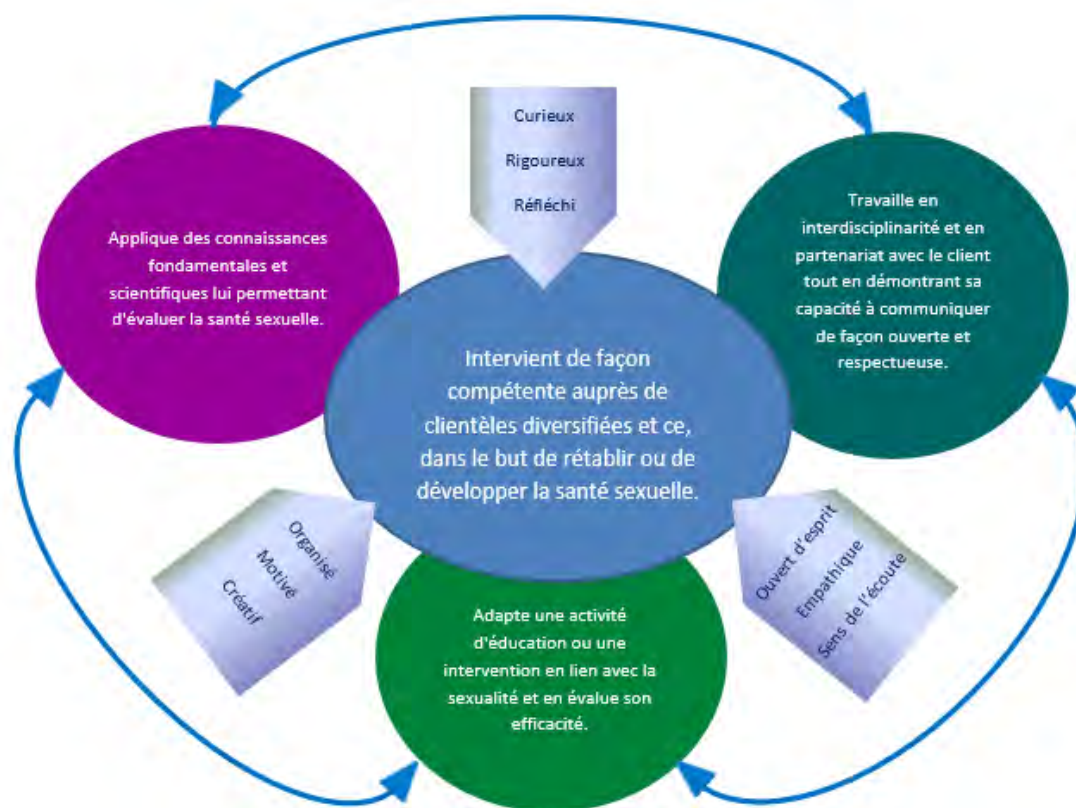 Curieux
Rigoureux
Réfléchi
Applique des connaissances
fondamentales et
scientifiques lui permettant
d'évaluer la santé sexuelle.
Travaille en
interdisciplinarité et en
partenariat avec le client
tout en démontrant sa
capacité à communiquer
de façon ouverte et
respectueuse.
Intervient de façon
compétente auprès de
clientèles diversifiées et ce,
dans le but de rétablir ou de
développer la santé sexuelle.
Organisé
Motivé
Créatif
Ouvert d'esprit
Empathique
Sens de l'écoute
Adapte une activité
d'éducation ou une
intervention en lien avec la
sexualité et en évalue son
efficacité.